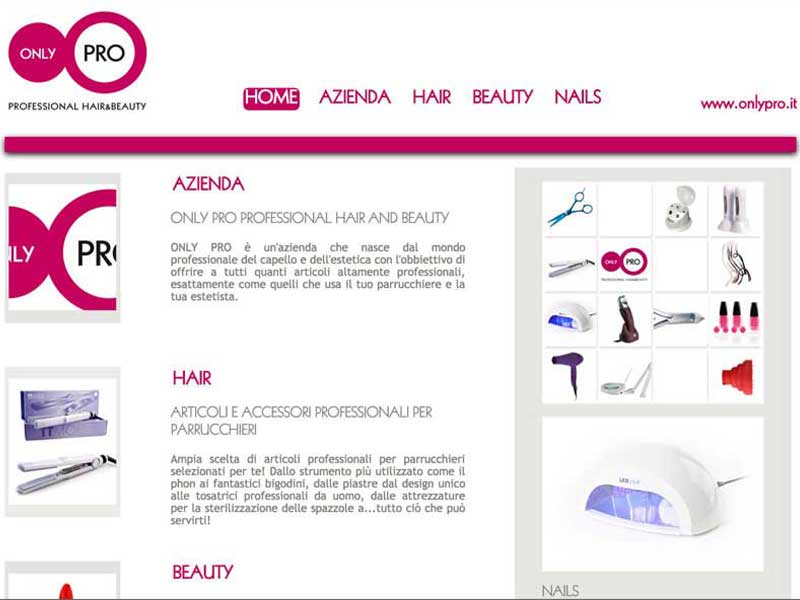 ONLY PRO
PROFESSIONAL HAIR&BEAUTY
HOME AZIENDA HAIR BEAUTY NAILS
www.onlypro.it
AZIENDA
ONLY PRO PROFESSIONAL HAIR AND BEAUTY
ONLY PRO è un'azienda che nasce dal mondo
professionale del capello e dell'estetica con l'obbiettivo di
offrire a tutti quanti articoli altamente professionali,
esattamente come quelli che usa il tuo parrucchiere e la
tua estetista.
HAIR
ARTICOLI E ACCESSORI PROFESSIONALI PER
PARRUCCHIERI
Ampia scelta di articoli professionali per parrucchieri
selezionati per te! Dallo strumento più utilizzato come il
phon ai fantastici bigodini, dalle piastre dal design unico
alle tosatrici professionali da uomo, dalle attrezzature
per la sterilizzazione delle spazzole a...tutto ciò che può
servirti!
BEAUTY
ONLY PRO
PROFESSIONAL HAIR&BEAUTY
NAILS